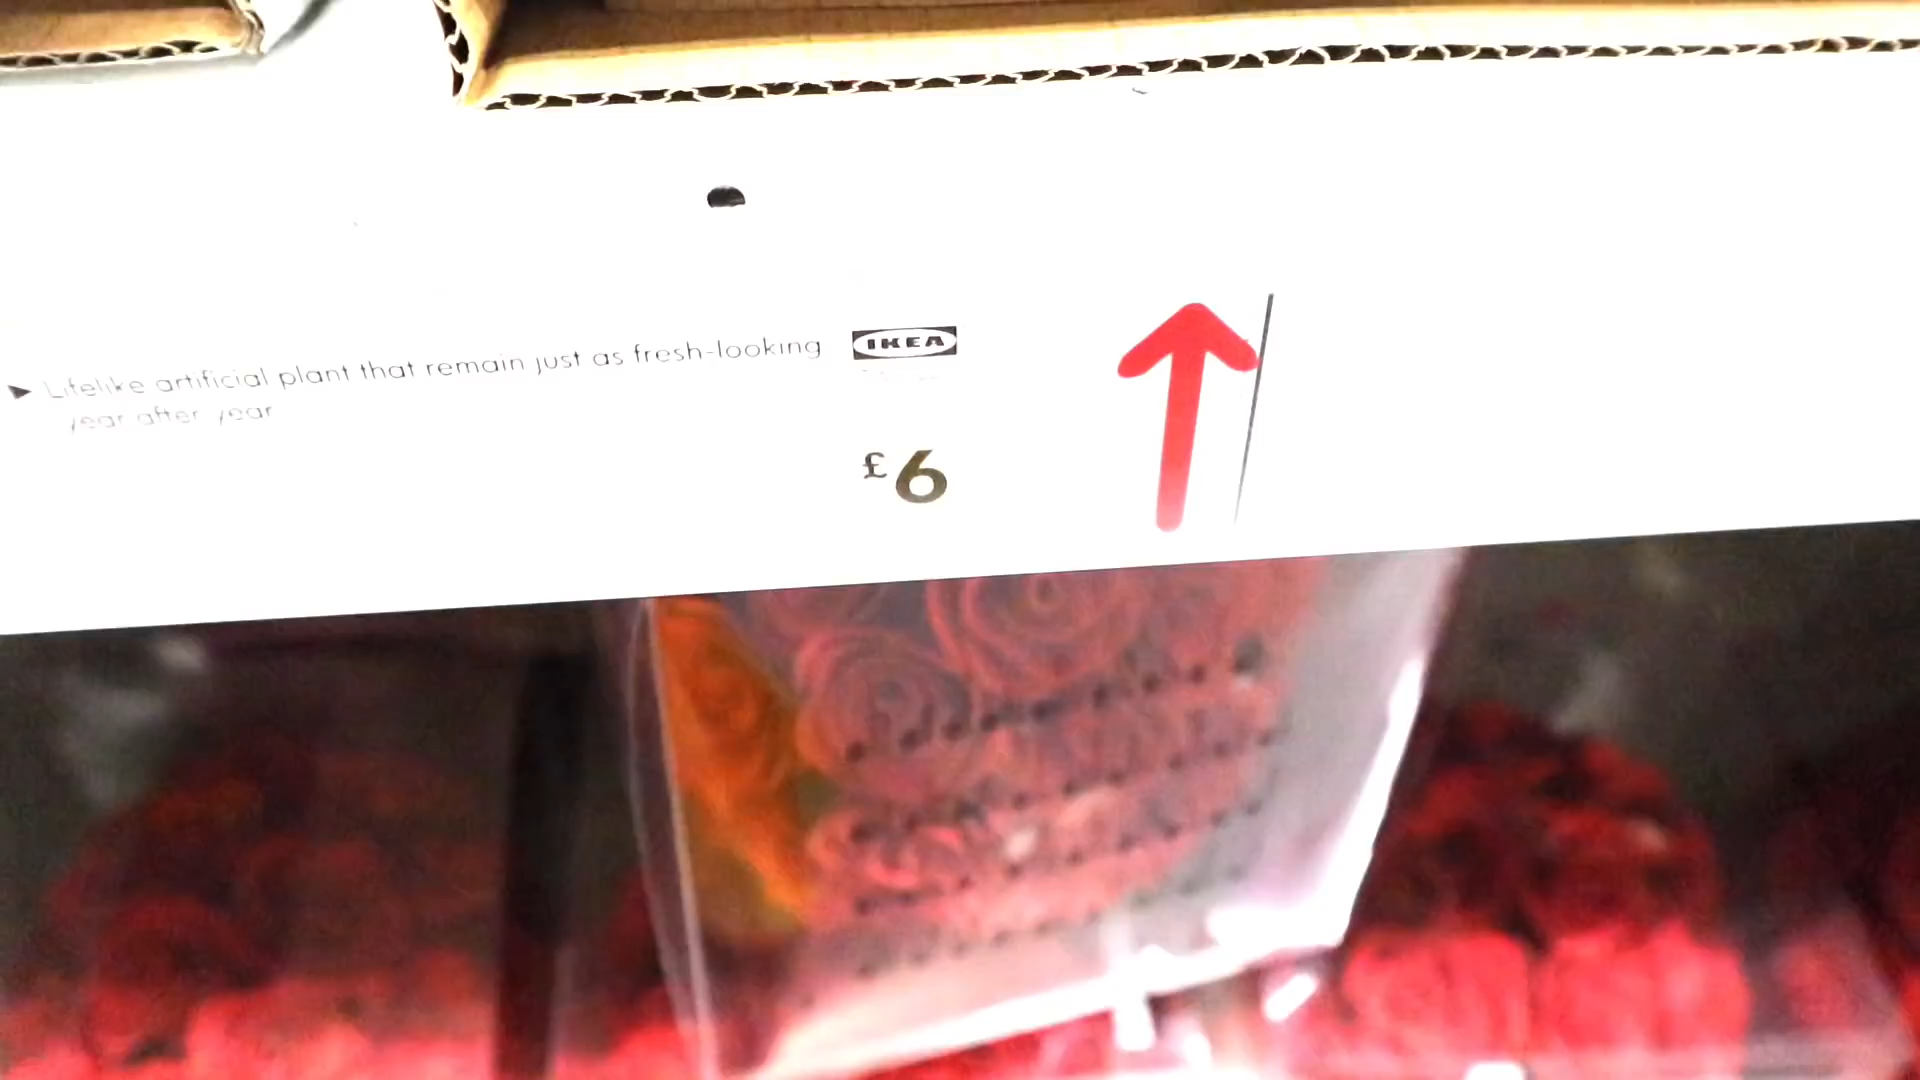 Lifelike artificial plant that remain just as fresh-looking
year after year
IKEA
£6